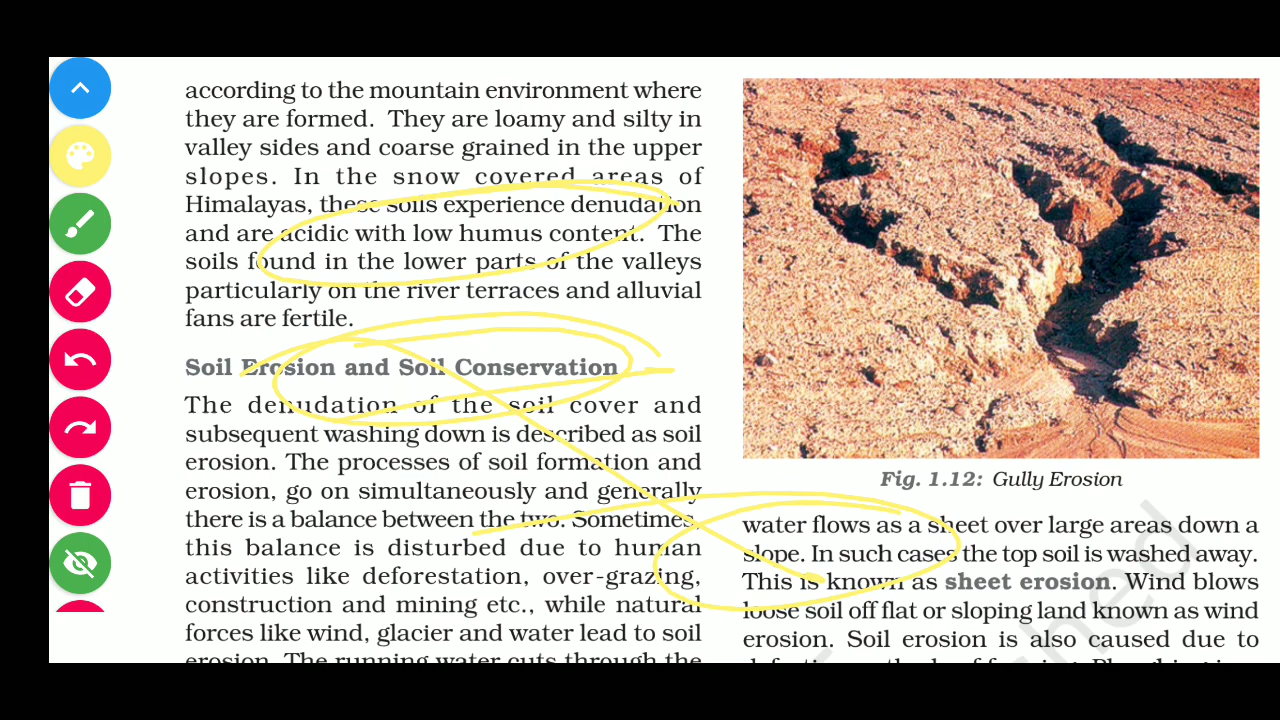 according to the mountain environment where
they are formed. They are loamy and silty in
valley sides and coarse grained in the upper
slopes. In the snow covered areas of
Himalayas, these soils experience denudation
and are acidic with low humus content. The
soils found in the lower parts of the valleys
particularly on the river terraces and alluvial
fans are fertile.
Soil Erosion and Soil Conservation
The denudation of the soil cover and
subsequent washing down is described as soil
erosion. The processes of soil formation and
erosion, go on simultaneously and generally
there is a balance between the two. Sometimes,
this balance is disturbed due to human
activities like deforestation, over-grazing,
construction and mining etc., while natural
forces like wind, glacier and water lead to soil
erosion. The running water cuts through the
Fig. 1.12: Gully Erosion
water flows as a sheet over large areas down a
slope. In such cases the top soil is washed away.
This is known as sheet erosion. Wind blows
loose soil off flat or sloping land known as wind
erosion. Soil erosion is also caused due to